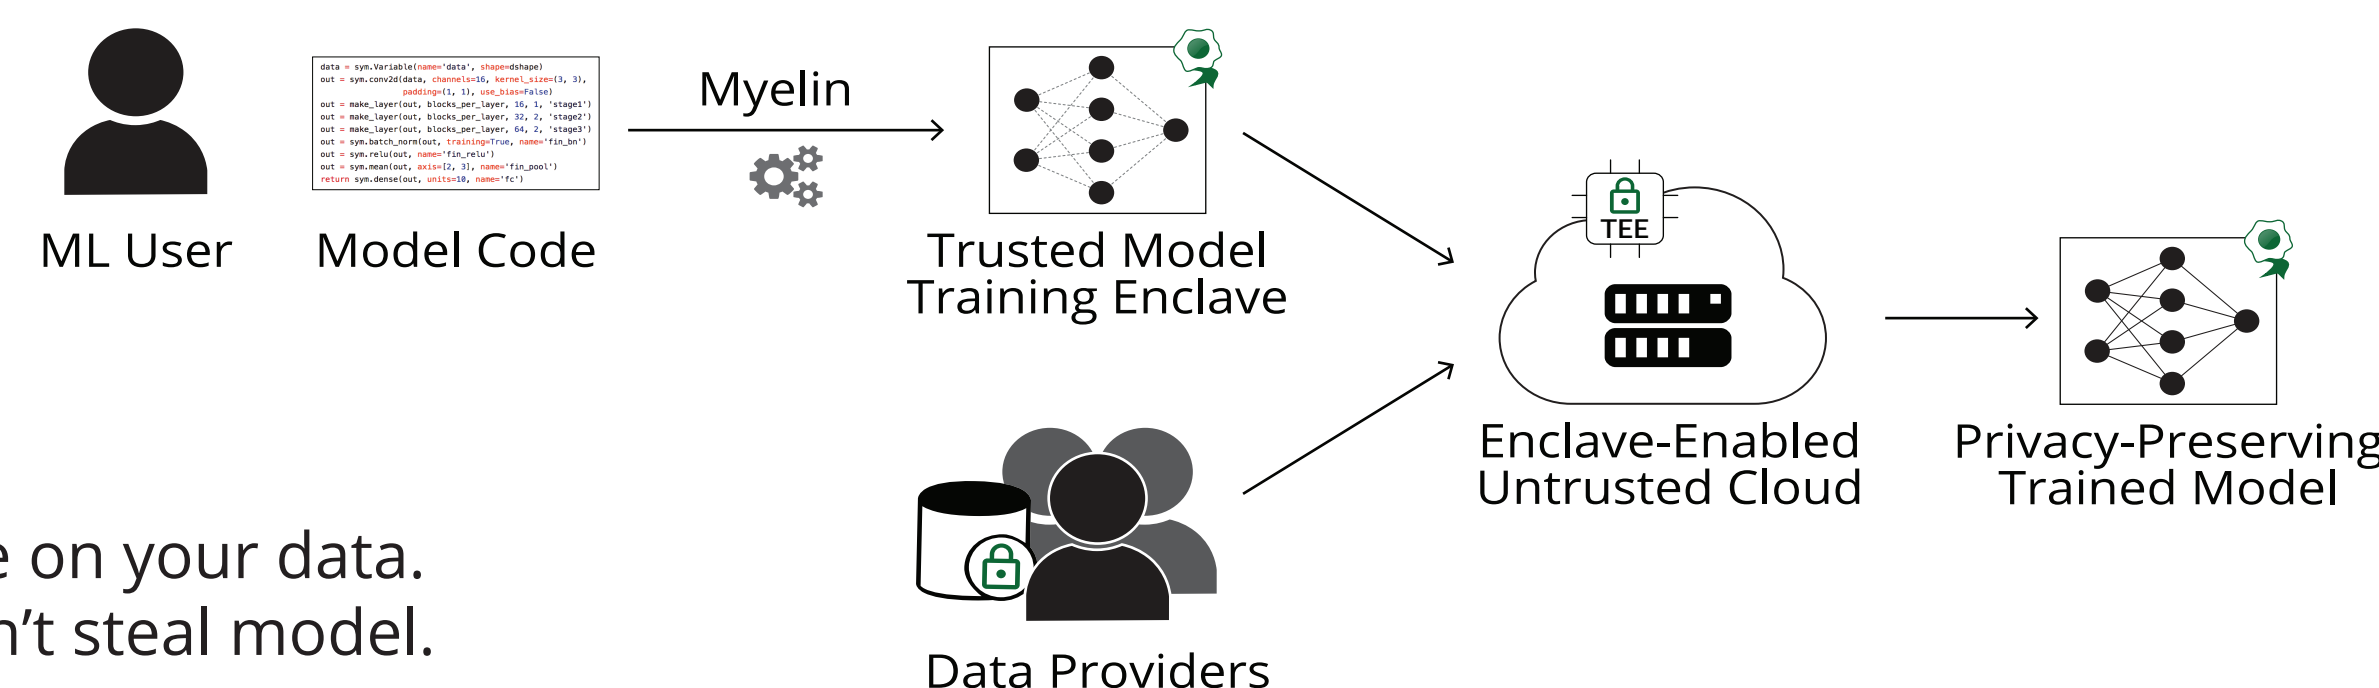 data = sym.Variable(name='data', shape=dshape)
out = sym.conv2d(data, channels=16, kernel_size=(3, 3),
padding=(1, 1), use_bias=False)
out = make_layer(out, blocks_per_layer, 16, 1, 'stage1')
out = make_layer(out, blocks_per_layer, 32, 2, 'stage2')
out = make_layer(out, blocks_per_layer, 64, 2, 'stage3')
out = sym.batch_norm(out, training=True, name='fin_bn')
out = sym.relu(out, name='fin_relu')
out = sym.mean(out, axis=[2, 3], name='fin_pool')
return sym.dense(out, units=10, name='fc')
ML User
Model Code
Myelin
Trusted Model
Training Enclave
TEE
Enclave-Enabled
Untrusted Cloud
Privacy-Preserving
Trained Model
e on your data.
n't steal model.
Data Providers